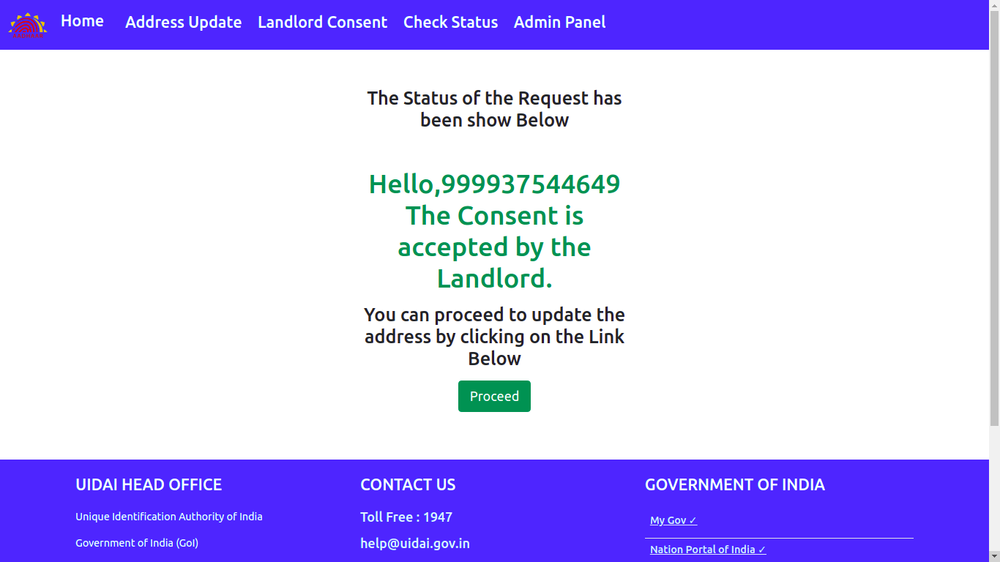 Home Address Update Landlord Consent Check Status Admin Panel
The Status of the Request has
been show Below
Hello,999937544649
The Consent is
accepted by the
Landlord.
You can proceed to update the
address by clicking on the Link
Below
Proceed
UIDAI HEAD OFFICE
Unique Identification Authority of India
Government of India (GoI)
CONTACT US
Toll Free : 1947
help@uidai.gov.in
GOVERNMENT OF INDIA
My Gov ✓
Nation Portal of India ✓